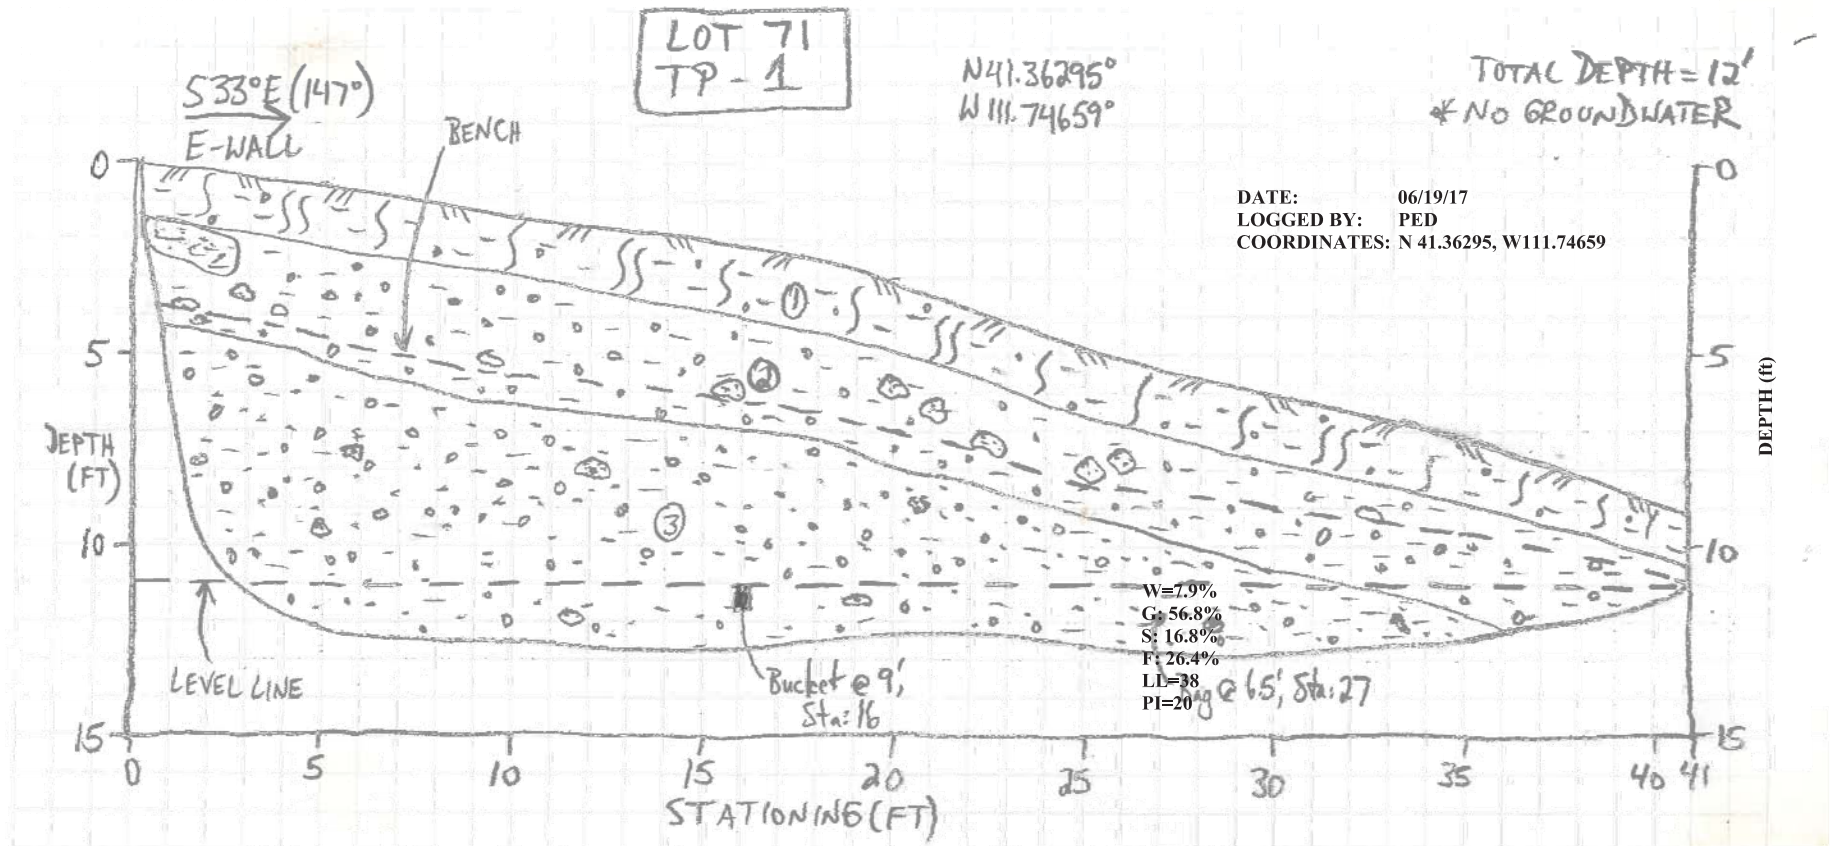 LOT 71
TP-1
S33°E (147°)
E-WALL
BENCH
N41.36295°
W111.74659°
TOTAL DEPTH = 12'
* NO GROUNDWATER
DATE: 06/19/17
LOGGED BY: PED
COORDINATES: N 41.36295, W111.74659
0
5
10
15
DEPTH
(FT)
1
2
3
LEVEL LINE
Bucket @ 9',
Sta: 16
W=7.9%
G: 56.8%
S: 16.8%
F: 26.4%
LL=38
PI=20
Bag @ 6.5', Sta: 27
0
5
10
15
DEPTH (ft)
0 5 10 15 20 25 30 35 40 41
STATIONING (FT)